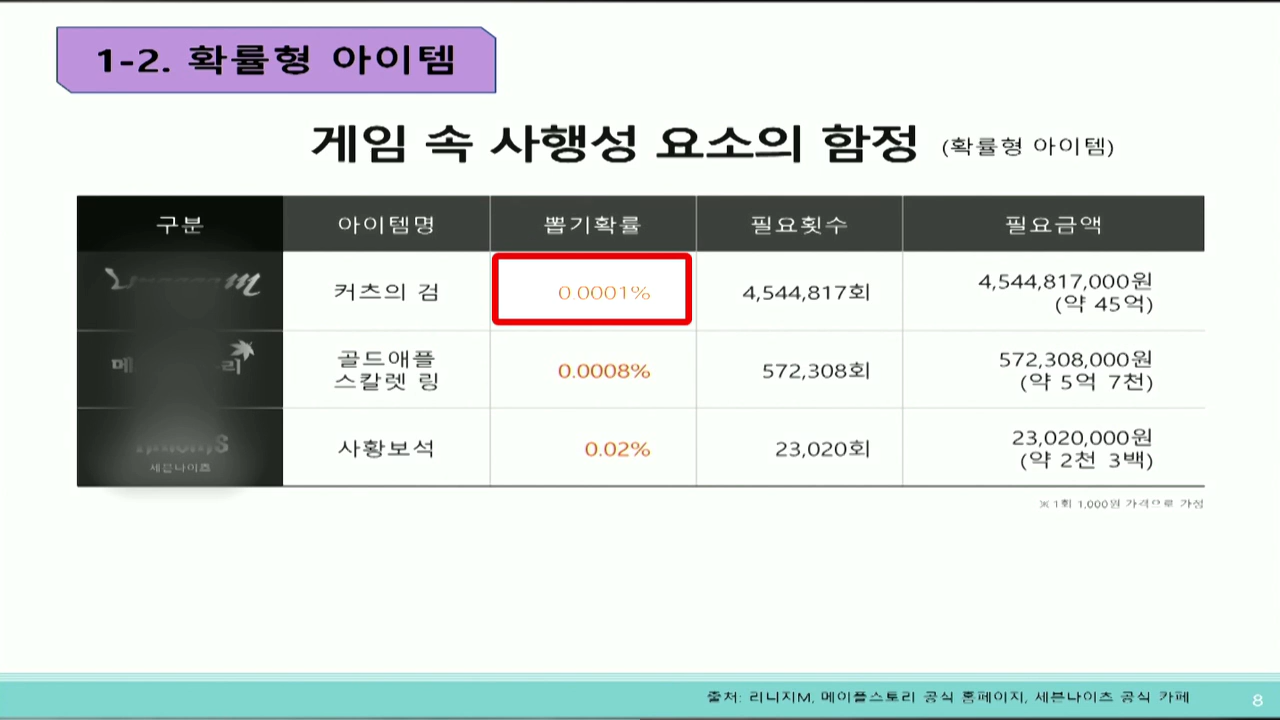 1-2. 확률형 아이템
게임 속 사행성 요소의 함정 (확률형 아이템)
구분 아이템명 뽑기확률 필요횟수 필요금액
커츠의 검 0.0001% 4,544,817회 4,544,817,000원
(약 45억)
메 리 골드애플
스칼렛 링 0.0008% 572,308회 572,308,000원
(약 5억 7천)
세븐나이츠 사황보석 0.02% 23,020회 23,020,000원
(약 2천 3백)
※ 1회 1,000원 가격으로 가정
출처: 리니지M, 메이플스토리 공식 홈페이지, 세븐나이츠 공식 카페
8